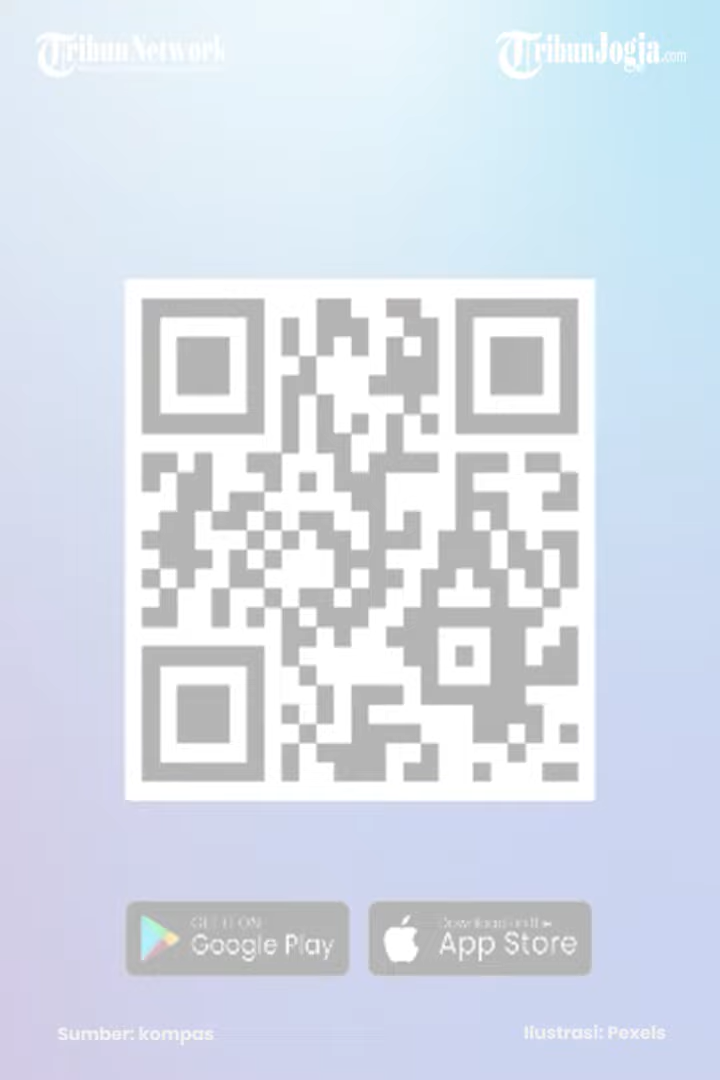 TribunNetwork
TribunJogja.com
GET IT ON
Google Play
Download on the
App Store
Sumber: kompas
Ilustrasi: Pexels